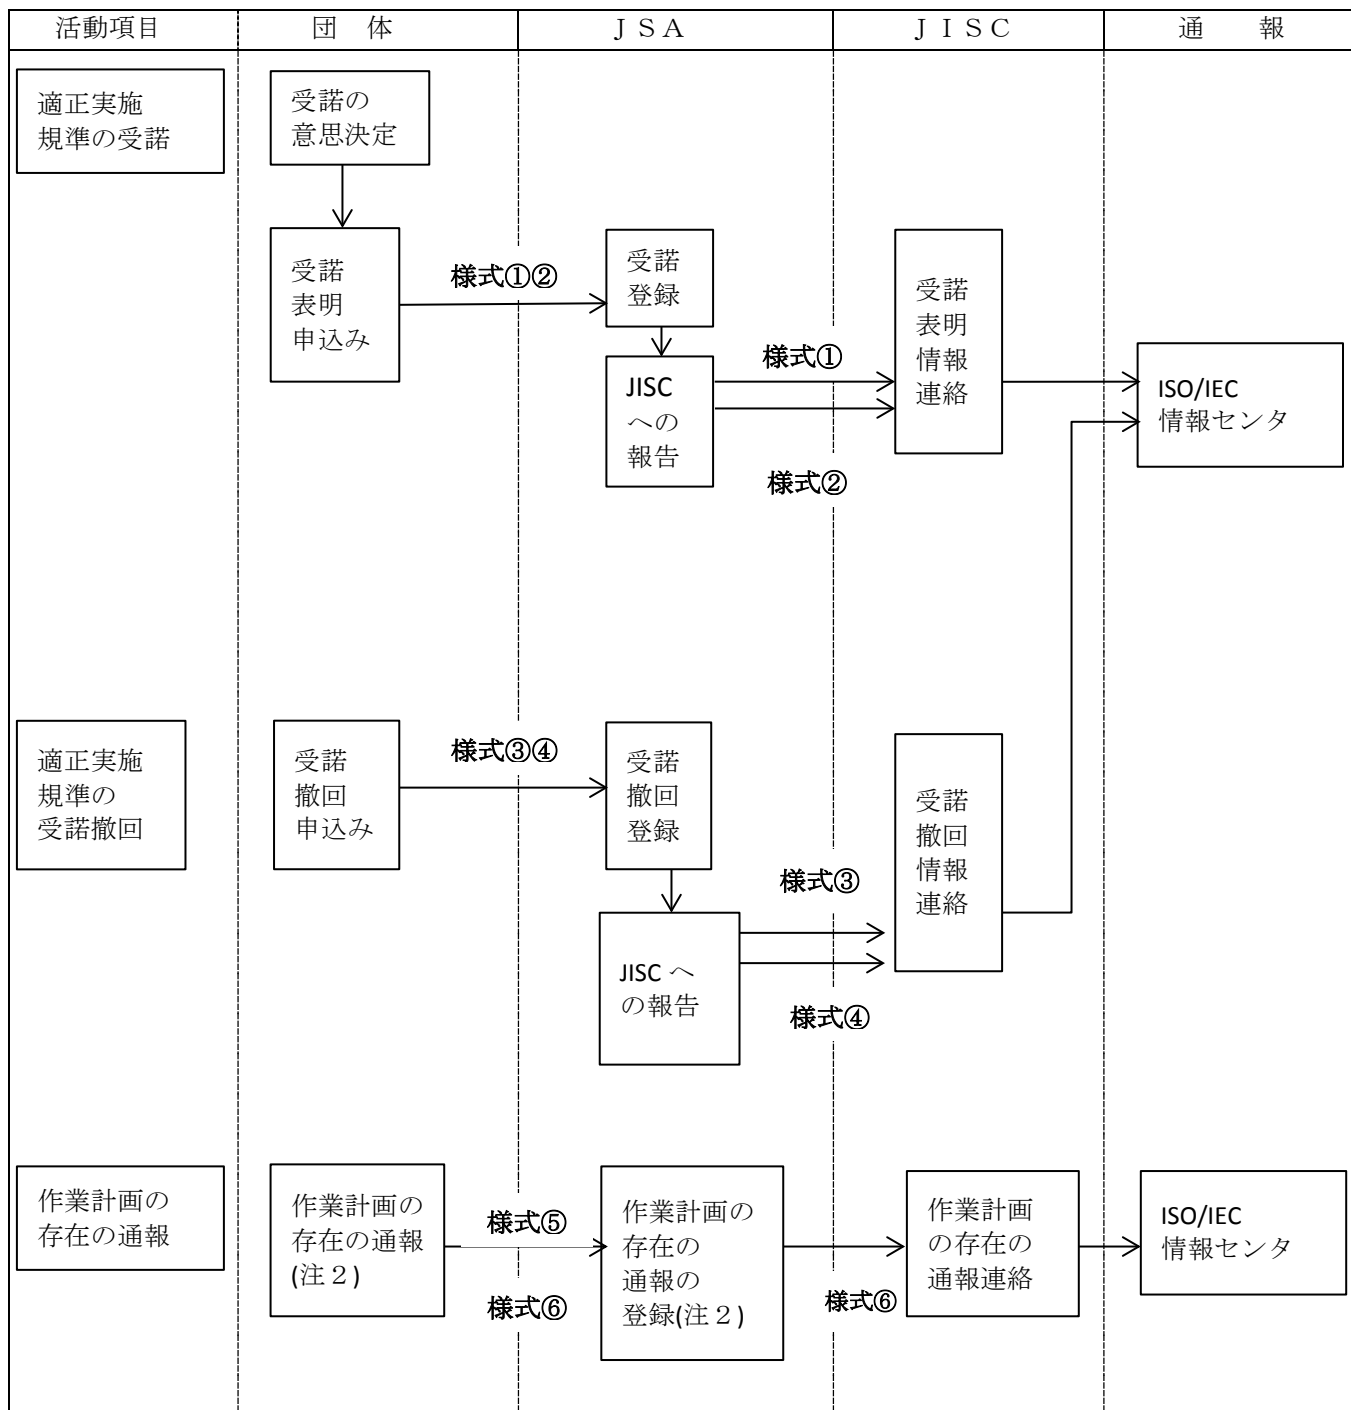 活動項目
団　体
ＪＳＡ
ＪＩＳＣ
通　　報
適正実施
規準の受諾
受諾の
意思決定
受諾
表明
申込み
様式①②
受諾
登録
JISC
への
報告
様式①
様式②
受諾
表明
情報
連絡
ISO/IEC
情報センタ
適正実施
規準の
受諾撤回
受諾
撤回
申込み
様式③④
受諾
撤回
登録
JISC へ
の報告
様式③
様式④
受諾
撤回
情報
連絡
作業計画の
存在の通報
作業計画の
存在の通報
(注２)
様式⑤
様式⑥
作業計画の
存在の
通報の
登録(注２)
様式⑥
作業計画
の存在の
通報連絡
ISO/IEC
情報センタ